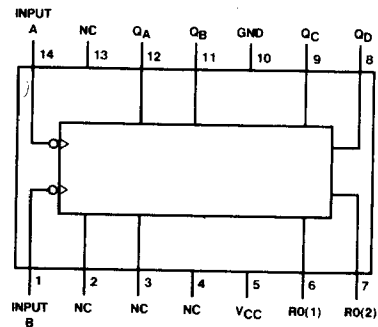 INPUT
A NC QA QB GND QC QD
14 13 12 11 10 9 8
1 2 3 4 5 6 7
INPUT NC NC NC VCC R0(1) R0(2)
B